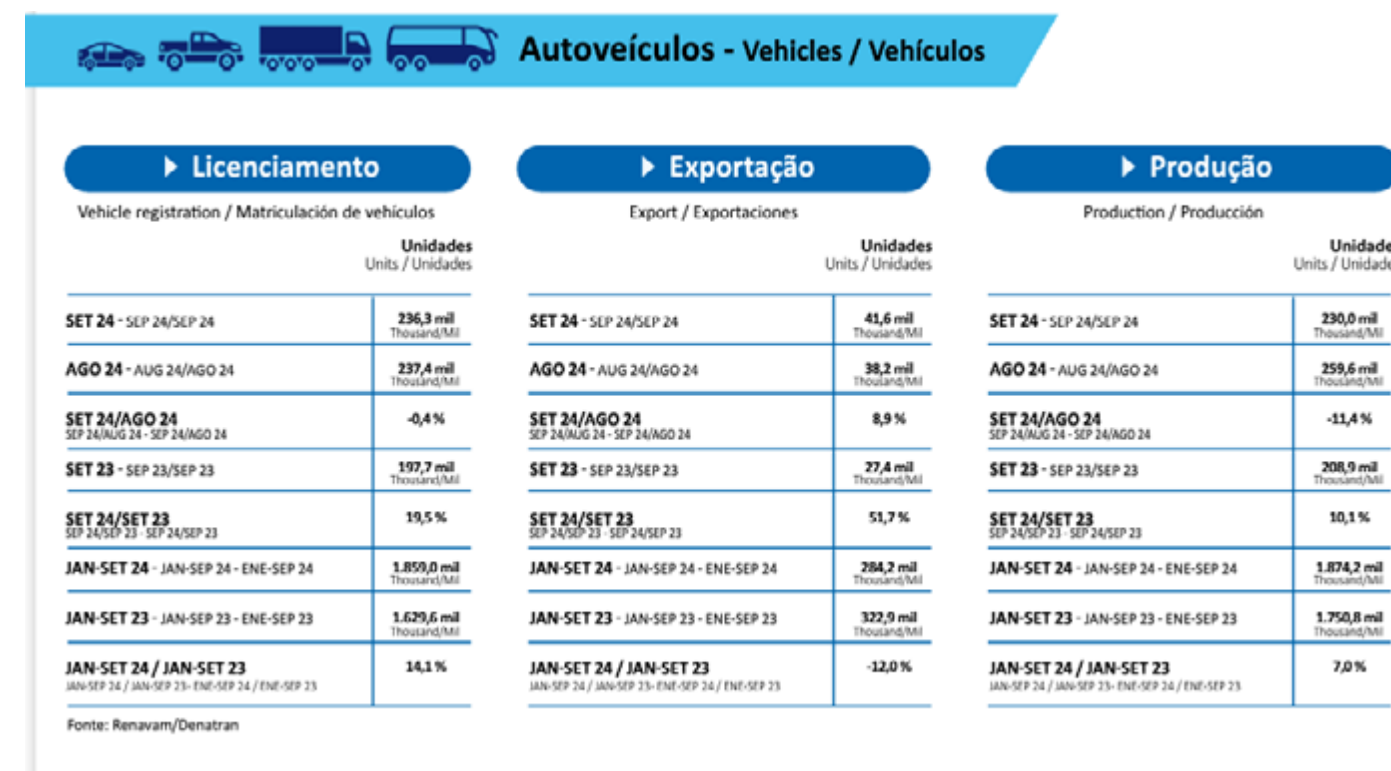 Autoveículos - Vehicles / Vehículos
Licenciamento
Vehicle registration / Matriculación de vehículos
Unidades
Units / Unidades
SET 24 - SEP 24/SEP 24
236,3 mil
Thousand/Mil
AGO 24 - AUG 24/AGO 24
237,4 mil
Thousand/Mil
SET 24/AGO 24
-0,4 %
SEP 24/AUG 24 - SEP 24/AGO 24
SET 23 - SEP 23/SEP 23
197,7 mil
Thousand/Mil
SET 24/SET 23
19,5 %
SEP 24/SEP 23 - SEP 24/SEP 23
JAN-SET 24 - JAN-SEP 24 - ENE-SEP 24
1.859,0 mil
Thousand/Mil
JAN-SET 23 - JAN-SEP 23 - ENE-SEP 23
1.629,6 mil
Thousand/Mil
JAN-SET 24 / JAN-SET 23
14,1 %
JAN-SEP 24 / JAN-SEP 23- ENE-SEP 24 / ENE-SEP 23
Fonte: Renavam/Denatran
Exportação
Export / Exportaciones
Unidades
Units / Unidades
SET 24 - SEP 24/SEP 24
41,6 mil
Thousand/Mil
AGO 24 - AUG 24/AGO 24
38,2 mil
Thousand/Mil
SET 24/AGO 24
8,9 %
SEP 24/AUG 24 - SEP 24/AGO 24
SET 23 - SEP 23/SEP 23
27,4 mil
Thousand/Mil
SET 24/SET 23
51,7 %
SEP 24/SEP 23 - SEP 24/SEP 23
JAN-SET 24 - JAN-SEP 24 - ENE-SEP 24
284,2 mil
Thousand/Mil
JAN-SET 23 - JAN-SEP 23 - ENE-SEP 23
322,9 mil
Thousand/Mil
JAN-SET 24 / JAN-SET 23
-12,0 %
JAN-SEP 24 / JAN-SEP 23- ENE-SEP 24 / ENE-SEP 23
Produção
Production / Producción
Unidade
Units / Unidade
SET 24 - SEP 24/SEP 24
230,0 mil
Thousand/Mil
AGO 24 - AUG 24/AGO 24
259,6 mil
Thousand/Mil
SET 24/AGO 24
-11,4 %
SEP 24/AUG 24 - SEP 24/AGO 24
SET 23 - SEP 23/SEP 23
208,9 mil
Thousand/Mil
SET 24/SET 23
10,1 %
SEP 24/SEP 23 - SEP 24/SEP 23
JAN-SET 24 - JAN-SEP 24 - ENE-SEP 24
1.874,2 mil
Thousand/Mil
JAN-SET 23 - JAN-SEP 23 - ENE-SEP 23
1.750,8 mil
Thousand/Mil
JAN-SET 24 / JAN-SET 23
7,0 %
JAN-SEP 24 / JAN-SEP 23- ENE-SEP 24 / ENE-SEP 23